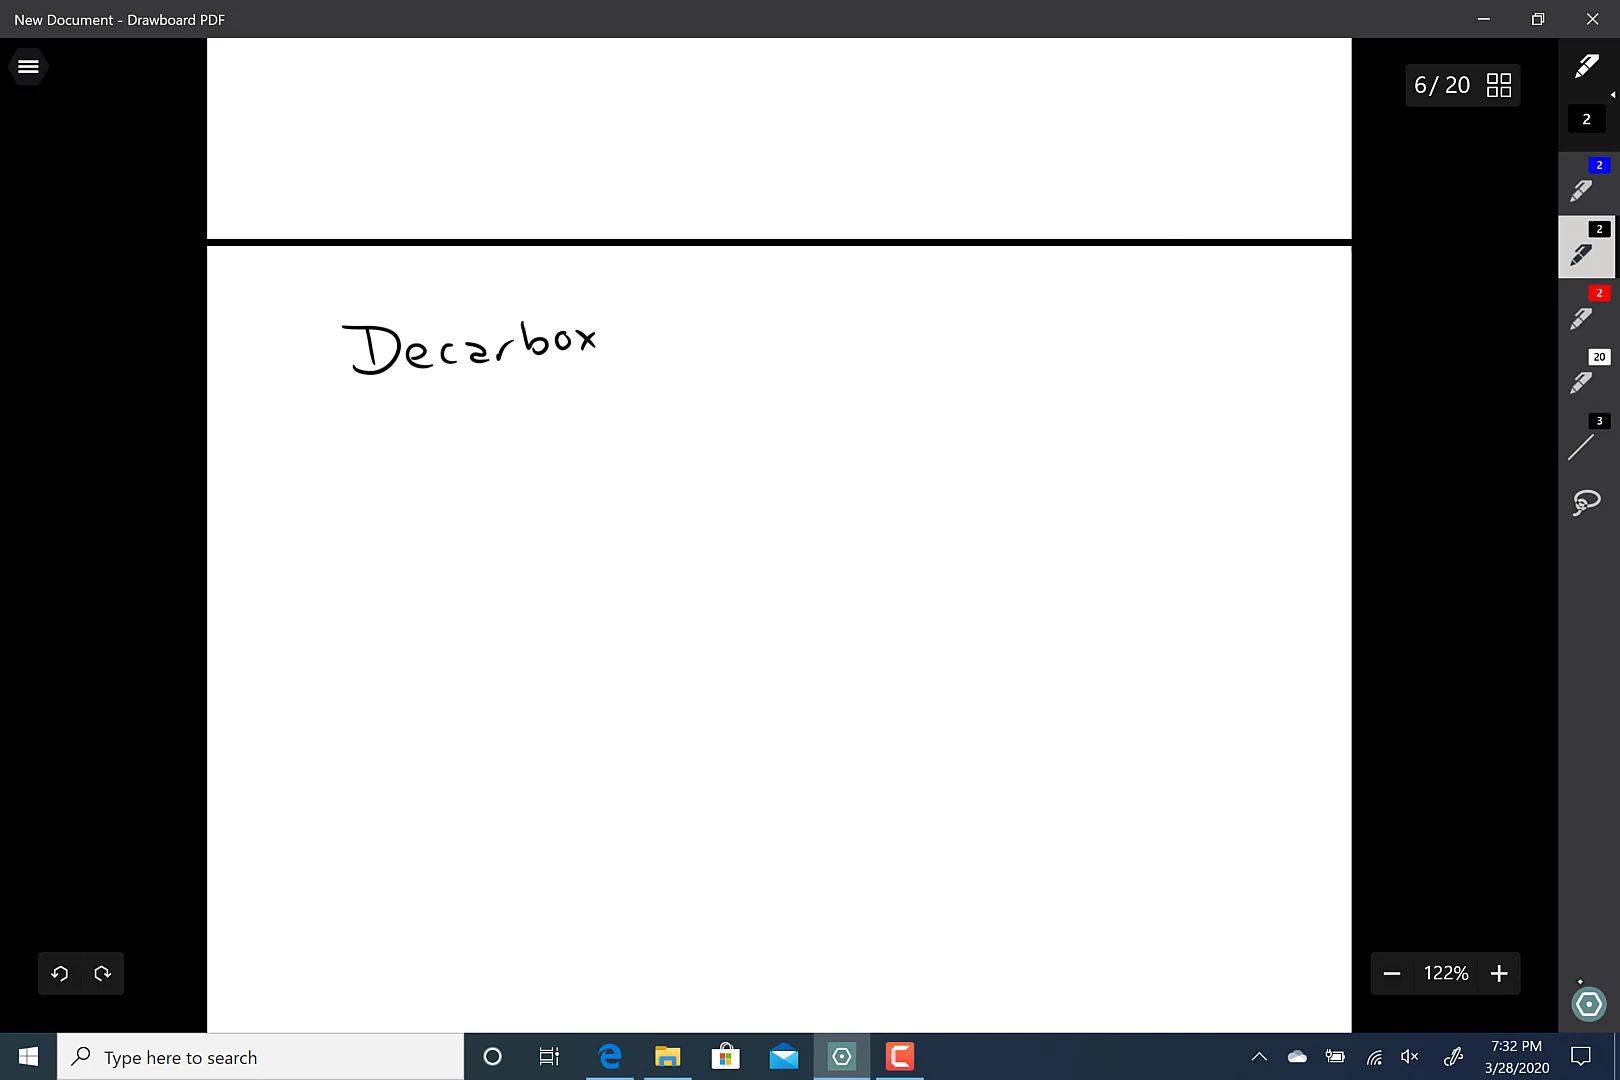 New Document - Drawboard PDF
6 / 20
2
2
2
2
20
3
Decarbox
122%
Type here to search
7:32 PM
3/28/2020